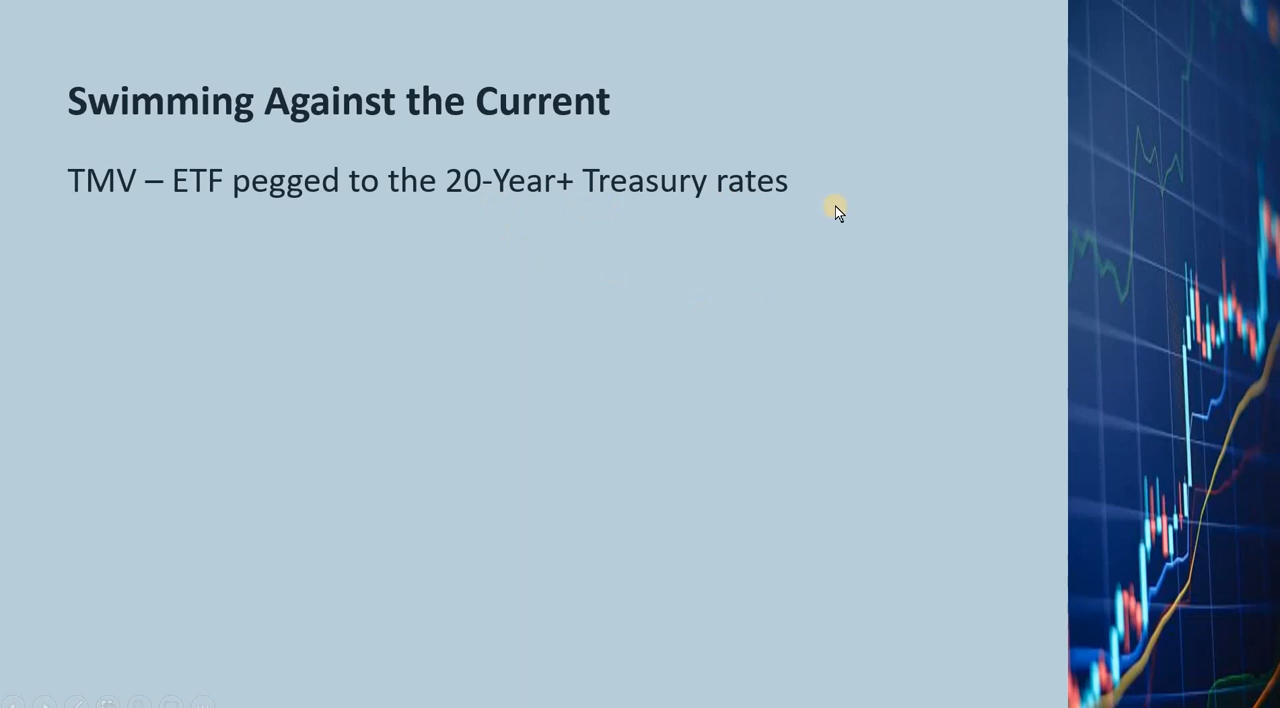 Swimming Against the Current
TMV – ETF pegged to the 20-Year+ Treasury rates